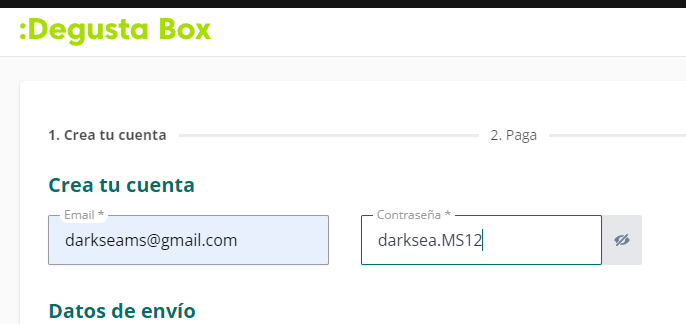 :Degusta Box
1. Crea tu cuenta 2. Paga
Crea tu cuenta
Email * Contraseña *
darkseams@gmail.com darksea.MS12
Datos de envío